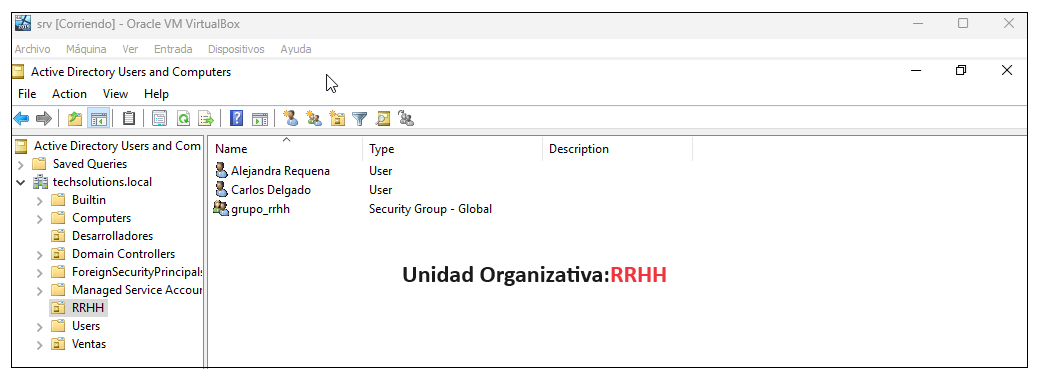 srv [Corriendo] - Oracle VM VirtualBox
Archivo Máquina Ver Entrada Dispositivos Ayuda
Active Directory Users and Computers
File Action View Help
Active Directory Users and Com
Name Type Description
Saved Queries
techsolutions.local
Builtin
Computers
Desarrolladores
Domain Controllers
ForeignSecurityPrincipals
Managed Service Accour
RRHH
Users
Ventas
Alejandra Requena User
Carlos Delgado User
grupo_rrhh Security Group - Global
Unidad Organizativa:RRHH